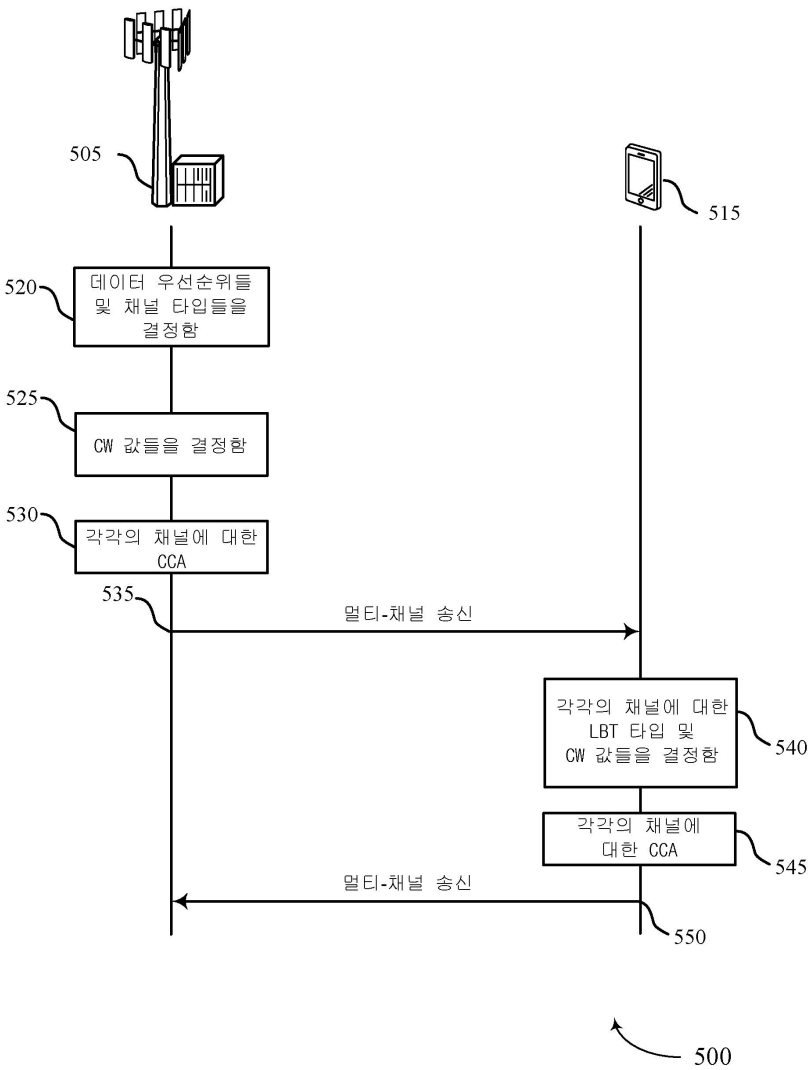 505
515
520
데이터 우선순위들
및 채널 타입들을
결정함
525
CW 값들을 결정함
530
각각의 채널에 대한
CCA
535
멀티-채널 송신
각각의 채널에 대한
LBT 타입 및
CW 값들을 결정함
540
각각의 채널에
대한 CCA
545
멀티-채널 송신
550
500